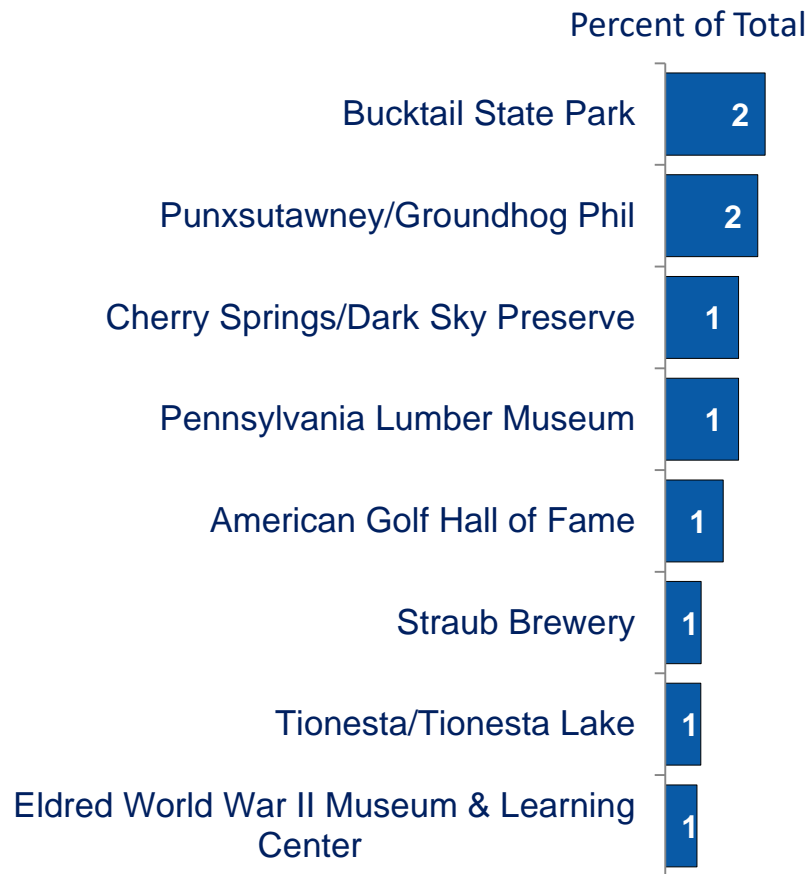 Percent of Total
Bucktail State Park 2
Punxsutawney/Groundhog Phil 2
Cherry Springs/Dark Sky Preserve 1
Pennsylvania Lumber Museum 1
American Golf Hall of Fame 1
Straub Brewery 1
Tionesta/Tionesta Lake 1
Eldred World War II Museum & Learning
Center 1